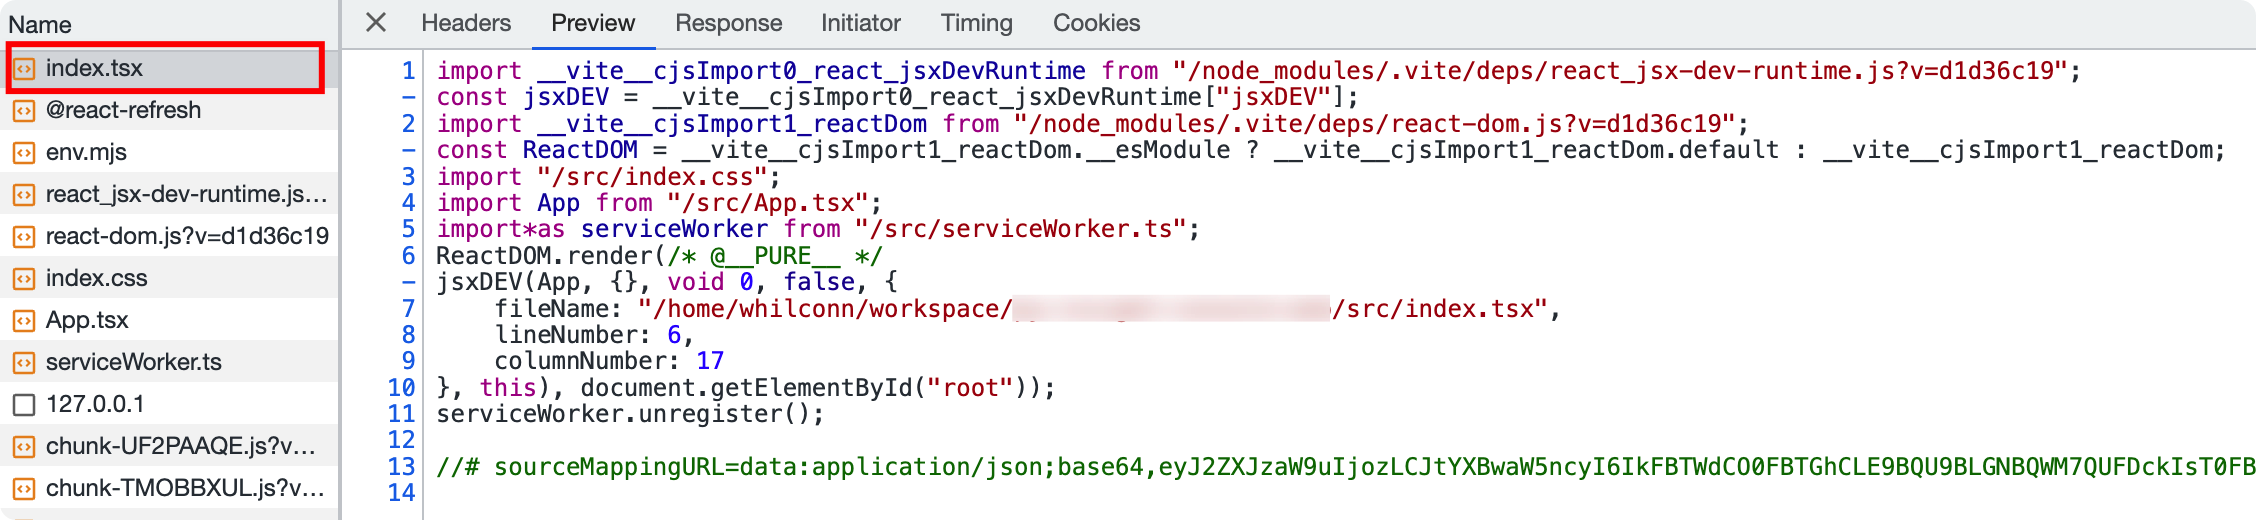 Name
index.tsx
@react-refresh
env.mjs
react_jsx-dev-runtime.js...
react-dom.js?v=d1d36c19
index.css
App.tsx
serviceWorker.ts
127.0.0.1
chunk-UF2PAAQE.js?v...
chunk-TMOBBXUL.js?v...
Headers Preview Response Initiator Timing Cookies
1 import __vite__cjsImport0_react_jsxDevRuntime from "/node_modules/.vite/deps/react_jsx-dev-runtime.js?v=d1d36c19";
- const jsxDEV = __vite__cjsImport0_react_jsxDevRuntime["jsxDEV"];
2 import __vite__cjsImport1_reactDom from "/node_modules/.vite/deps/react-dom.js?v=d1d36c19";
- const ReactDOM = __vite__cjsImport1_reactDom.__esModule ? __vite__cjsImport1_reactDom.default : __vite__cjsImport1_reactDom;
3 import "/src/index.css";
4 import App from "/src/App.tsx";
5 import*as serviceWorker from "/src/serviceWorker.ts";
6 ReactDOM.render(/* @__PURE__ */
- jsxDEV(App, {}, void 0, false, {
7 fileName: "/home/whilconn/workspace/ /src/index.tsx",
8 lineNumber: 6,
9 columnNumber: 17
10 }, this), document.getElementById("root"));
11 serviceWorker.unregister();
12
13 //# sourceMappingURL=data:application/json;base64,eyJ2ZXJzaW9uIjozLCJtYXBwaW5ncyI6IkFBTWdCO0FBTGhCLE9BQU9BLGNBQWM7QUFDckIsT0FB
14